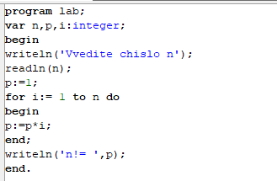 program lab;
var n,p,i:integer;
begin
writeln('Vvedite chislo n');
readln(n);
p:=1;
for i:= 1 to n do
begin
p:=p*i;
end;
writeln('n!= ',p);
end.